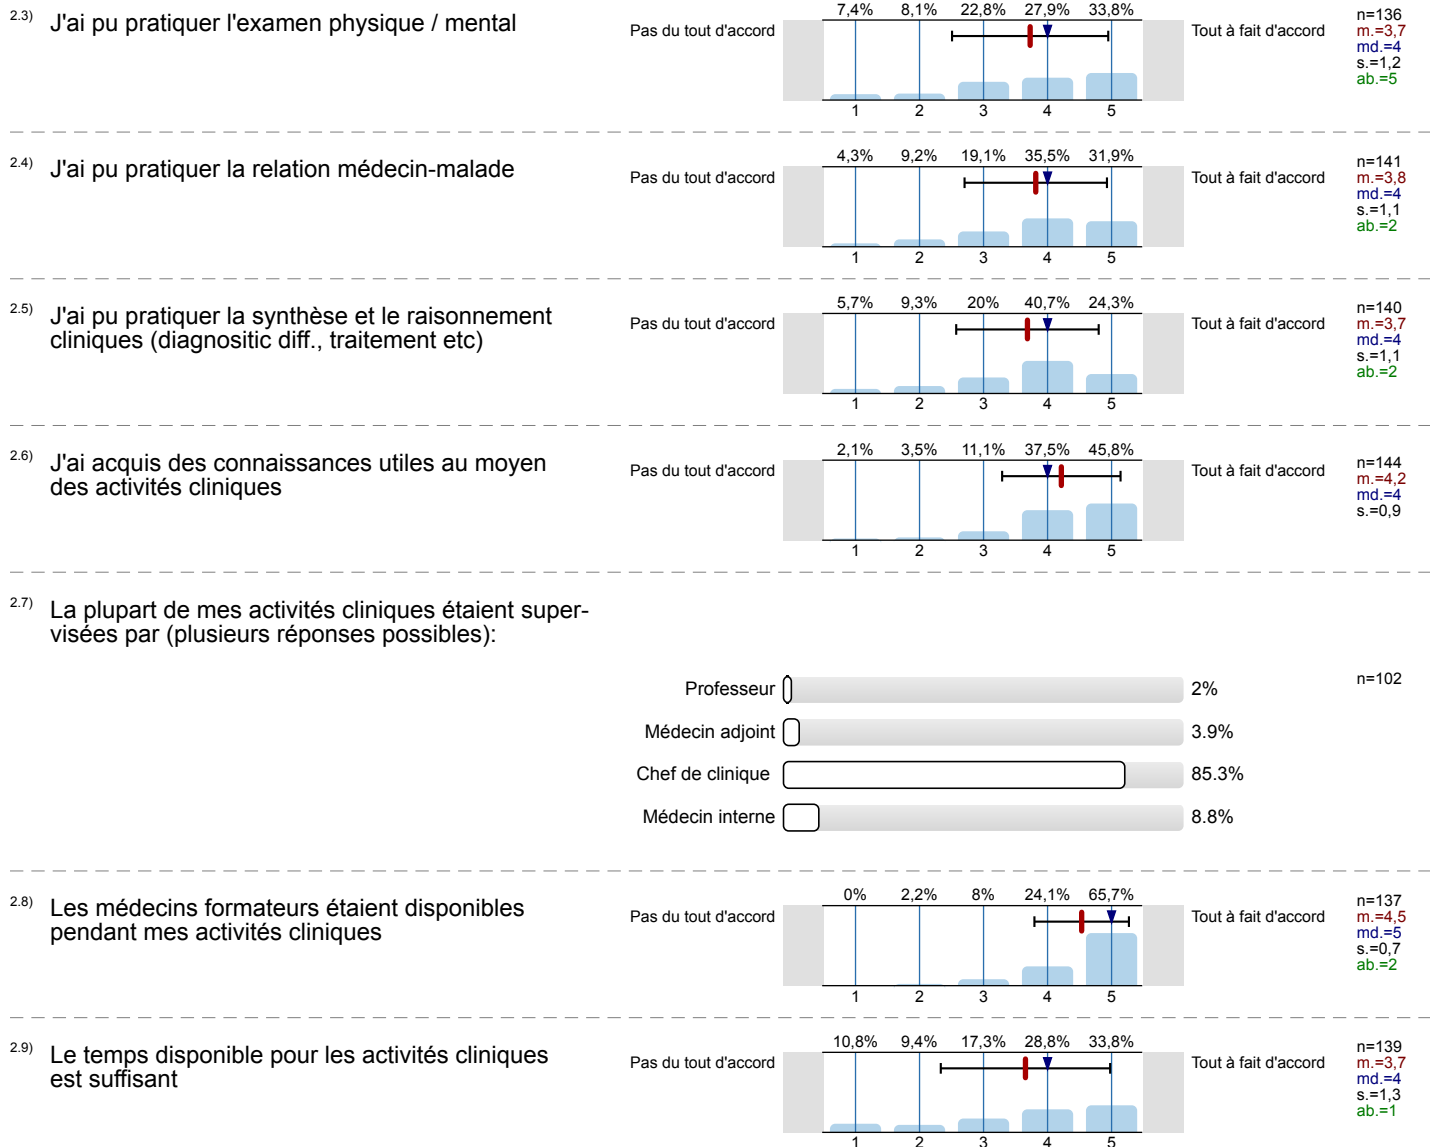 2.3) J'ai pu pratiquer l'examen physique / mental
Pas du tout d'accord
7,4% 8,1% 22,8% 27,9% 33,8%
1 2 3 4 5
Tout à fait d'accord
n=136
m.=3,7
md.=4
s.=1,2
ab.=5
2.4) J'ai pu pratiquer la relation médecin-malade
Pas du tout d'accord
4,3% 9,2% 19,1% 35,5% 31,9%
1 2 3 4 5
Tout à fait d'accord
n=141
m.=3,8
md.=4
s.=1,1
ab.=2
2.5) J'ai pu pratiquer la synthèse et le raisonnement
cliniques (diagnositic diff., traitement etc)
Pas du tout d'accord
5,7% 9,3% 20% 40,7% 24,3%
1 2 3 4 5
Tout à fait d'accord
n=140
m.=3,7
md.=4
s.=1,1
ab.=2
2.6) J'ai acquis des connaissances utiles au moyen
des activités cliniques
Pas du tout d'accord
2,1% 3,5% 11,1% 37,5% 45,8%
1 2 3 4 5
Tout à fait d'accord
n=144
m.=4,2
md.=4
s.=0,9
2.7) La plupart de mes activités cliniques étaient super-
visées par (plusieurs réponses possibles):
Professeur 2%
n=102
Médecin adjoint 3.9%
Chef de clinique 85.3%
Médecin interne 8.8%
2.8) Les médecins formateurs étaient disponibles
pendant mes activités cliniques
Pas du tout d'accord
0% 2,2% 8% 24,1% 65,7%
1 2 3 4 5
Tout à fait d'accord
n=137
m.=4,5
md.=5
s.=0,7
ab.=2
2.9) Le temps disponible pour les activités cliniques
est suffisant
Pas du tout d'accord
10,8% 9,4% 17,3% 28,8% 33,8%
1 2 3 4 5
Tout à fait d'accord
n=139
m.=3,7
md.=4
s.=1,3
ab.=1